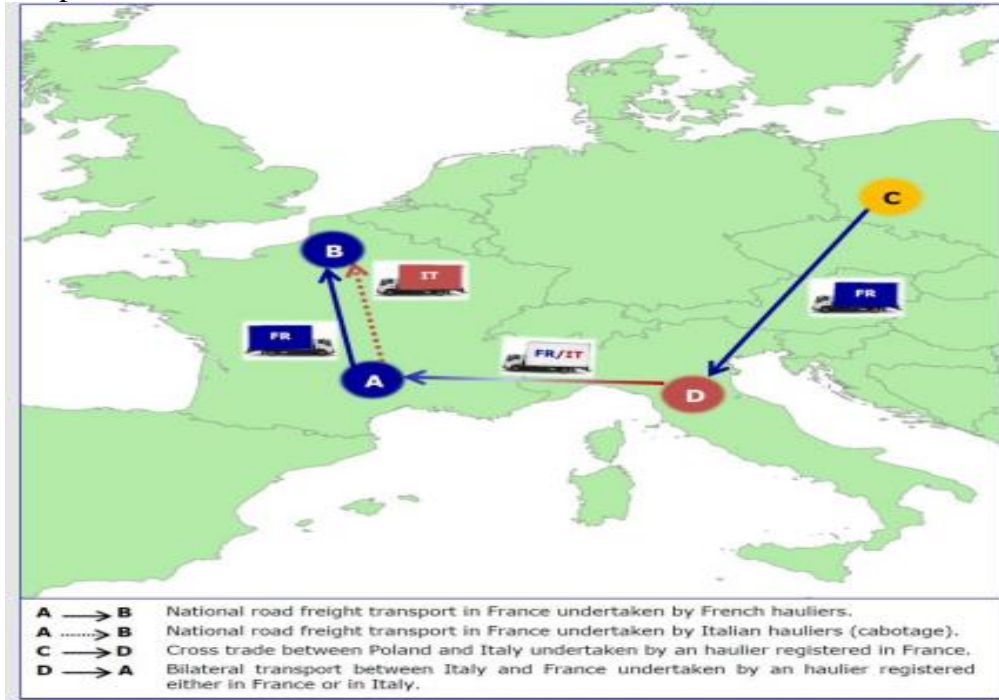 C
B
IT
FR
FR
FR/IT
A
D
A B National road freight transport in France undertaken by French hauliers.
A B National road freight transport in France undertaken by Italian hauliers (cabotage).
C D Cross trade between Poland and Italy undertaken by an haulier registered in France.
D A Bilateral transport between Italy and France undertaken by an haulier registered
either in France or in Italy.